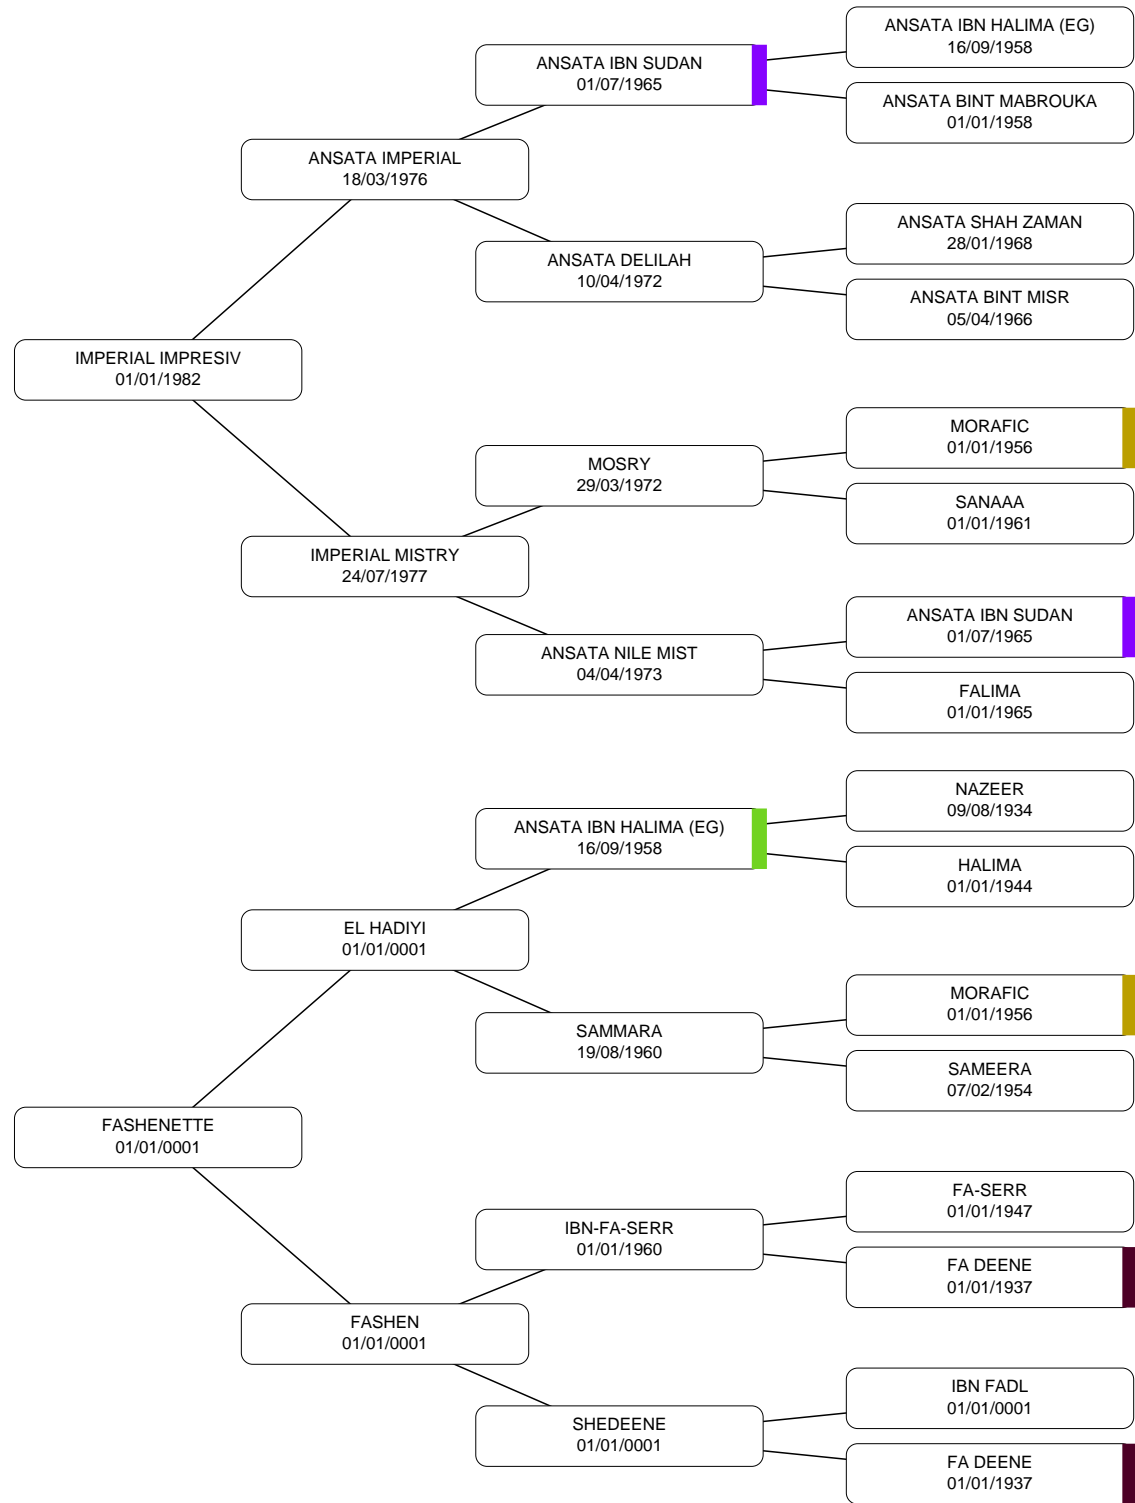 ANSATA IBN HALIMA (EG)
16/09/1958
ANSATA IBN SUDAN
01/07/1965
ANSATA BINT MABROUKA
01/01/1958
ANSATA IMPERIAL
18/03/1976
ANSATA SHAH ZAMAN
28/01/1968
ANSATA DELILAH
10/04/1972
ANSATA BINT MISR
05/04/1966
IMPERIAL IMPRESIV
01/01/1982
MORAFIC
01/01/1956
MOSRY
29/03/1972
SANAAA
01/01/1961
IMPERIAL MISTRY
24/07/1977
ANSATA IBN SUDAN
01/07/1965
ANSATA NILE MIST
04/04/1973
FALIMA
01/01/1965
NAZEER
09/08/1934
ANSATA IBN HALIMA (EG)
16/09/1958
HALIMA
01/01/1944
EL HADIYI
01/01/0001
MORAFIC
01/01/1956
SAMMARA
19/08/1960
SAMEERA
07/02/1954
FASHENETTE
01/01/0001
FA-SERR
01/01/1947
IBN-FA-SERR
01/01/1960
FA DEENE
01/01/1937
FASHEN
01/01/0001
IBN FADL
01/01/0001
SHEDEENE
01/01/0001
FA DEENE
01/01/1937